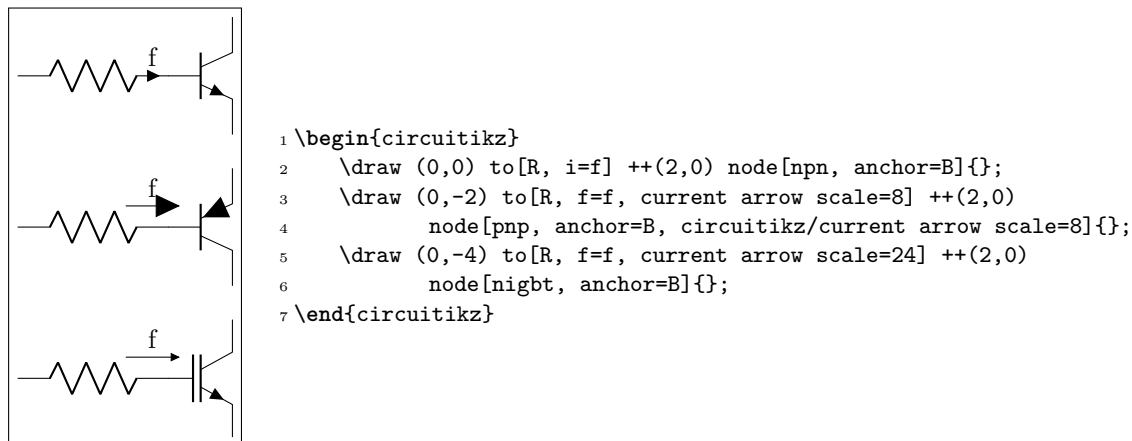 f
f
f
1 \begin{circuitikz}
2 \draw (0,0) to[R, i=f] ++(2,0) node[npn, anchor=B]{};
3 \draw (0,-2) to[R, f=f, current arrow scale=8] ++(2,0)
4 node[pnp, anchor=B, circuitikz/current arrow scale=8]{};
5 \draw (0,-4) to[R, f=f, current arrow scale=24] ++(2,0)
6 node[nigbt, anchor=B]{};
7 \end{circuitikz}